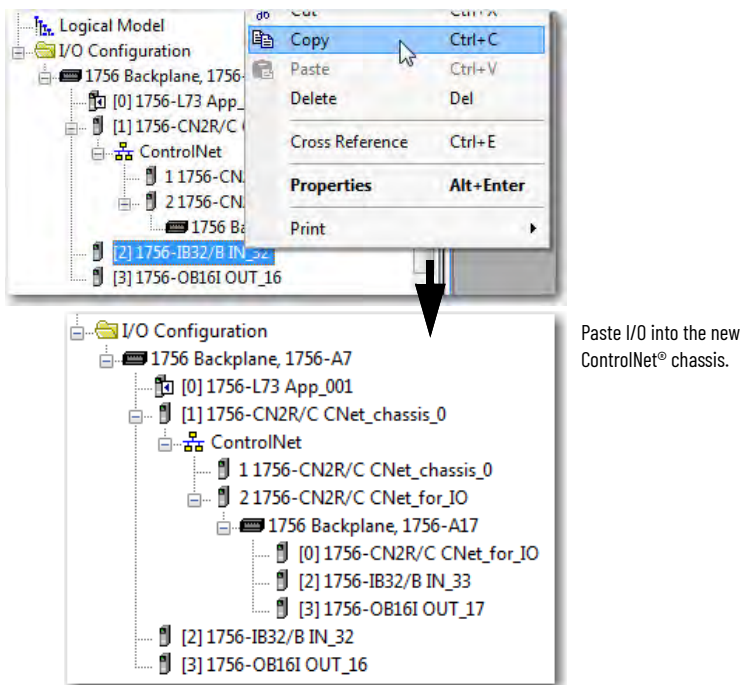 Cut Ctrl+X
Logical Model
Copy Ctrl+C
I/O Configuration
Paste Ctrl+V
1756 Backplane, 1756-
Delete Del
[0] 1756-L73 App_
[1] 1756-CN2R/C
Cross Reference Ctrl+E
ControlNet
1 1756-CN
Properties Alt+Enter
2 1756-CN
1756 Ba
Print
[2] 1756-IB32/B IN_32
[3] 1756-OB16I OUT_16
I/O Configuration
1756 Backplane, 1756-A7
[0] 1756-L73 App_001
[1] 1756-CN2R/C CNet_chassis_0
ControlNet
1 1756-CN2R/C CNet_chassis_0
2 1756-CN2R/C CNet_for_IO
1756 Backplane, 1756-A17
[0] 1756-CN2R/C CNet_for_IO
[2] 1756-IB32/B IN_33
[3] 1756-OB16I OUT_17
[2] 1756-IB32/B IN_32
[3] 1756-OB16I OUT_16
Paste I/O into the new
ControlNet® chassis.